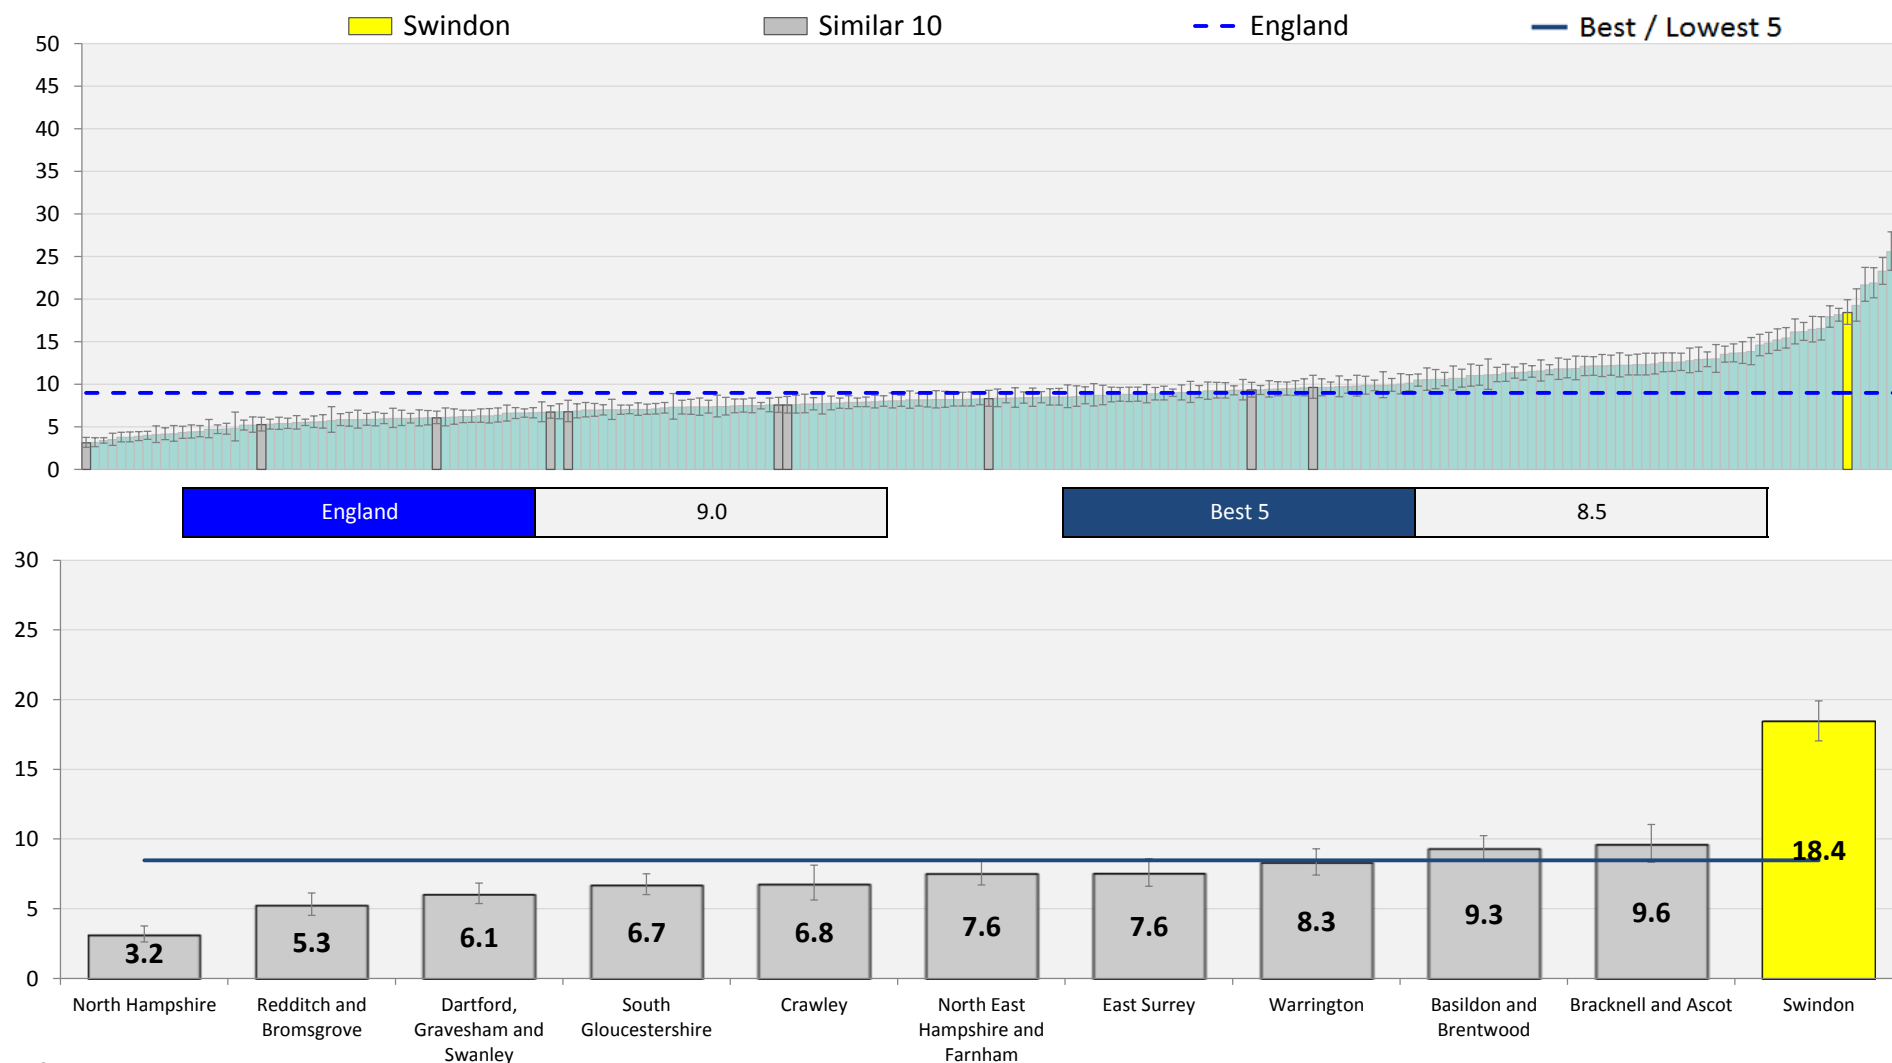 Swindon
Similar 10
England
Best / Lowest 5
50
45
40
35
30
25
20
15
10
5
0
England
9.0
Best 5
8.5
30
25
20
15
10
5
0
3.2
5.3
6.1
6.7
6.8
7.6
7.6
8.3
9.3
9.6
18.4
North Hampshire
Redditch and
Bromsgrove
Dartford,
Gravesham and
Swanley
South
Gloucestershire
Crawley
North East
Hampshire and
Farnham
East Surrey
Warrington
Basildon and
Brentwood
Bracknell and Ascot
Swindon